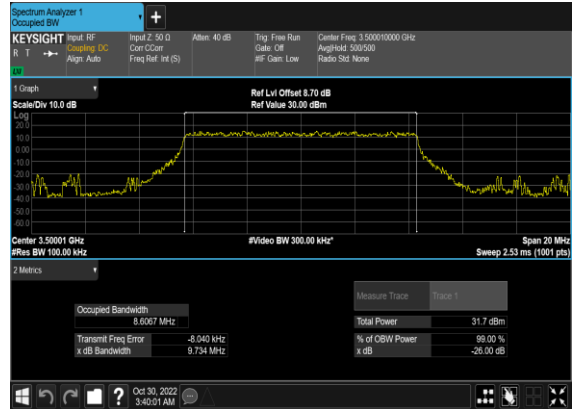 Spectrum Analyzer 1
Occupied BW
KEYSIGHT
R T
Input: RF
Coupling: DC
Align: Auto
Input Z: 50 Ω
Corr CCorr
Freq Ref: Int (S)
Atten: 40 dB
Trig: Free Run
Gate: Off
#IF Gain: Low
Center Freq: 3.500010000 GHz
Avg|Hold: 500/500
Radio Std: None
1 Graph
Scale/Div 10.0 dB
Ref Lvl Offset 8.70 dB
Ref Value 30.00 dBm
Log
20.0
10.0
0.00
-10.0
-20.0
-30.0
-40.0
-50.0
-60.0
Center 3.50001 GHz
#Res BW 100.00 kHz
#Video BW 300.00 kHz*
Span 20 MHz
Sweep 2.53 ms (1001 pts)
2 Metrics
Measure Trace
Trace 1
Occupied Bandwidth
8.6067 MHz
Total Power
31.7 dBm
Transmit Freq Error
-8.040 kHz
% of OBW Power
99.00 %
x dB Bandwidth
9.734 MHz
x dB
-26.00 dB
?
Oct 30, 2022
3:40:01 AM